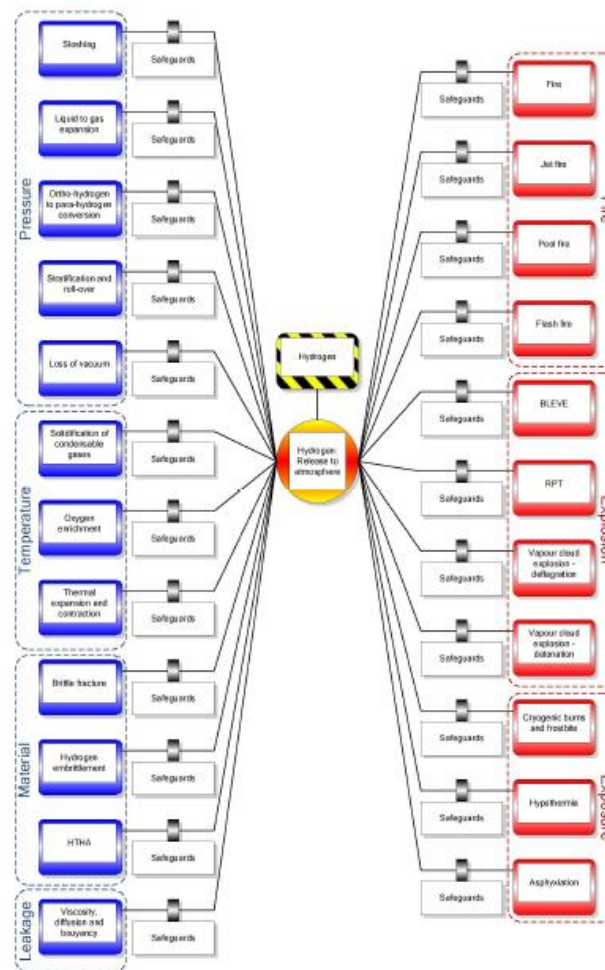 Pressure
Sloshing
Safeguards
Liquid to gas
expansion
Safeguards
Ortho-hydrogen
to para-hydrogen
conversion
Safeguards
Stratification and
roll-over
Safeguards
Loss of vacuum
Safeguards
Temperature
Solidification of
condensable
gases
Safeguards
Oxygen
enrichment
Safeguards
Thermal
expansion and
contraction
Safeguards
Material
Brittle fracture
Safeguards
Hydrogen
embrittlement
Safeguards
HTHA
Safeguards
Leakage
Viscosity,
diffusion and
bouyancy
Safeguards
Hydrogen
Hydrogen:
Release to
atmosphere
Fire
Safeguards
Fire
Safeguards
Jet fire
Safeguards
Pool fire
Safeguards
Flash fire
Explosion
Safeguards
BLEVE
Safeguards
RPT
Safeguards
Vapour cloud
explosion -
deflagration
Safeguards
Vapour cloud
explosion -
detonation
Exposure
Safeguards
Cryogenic burns
and frostbite
Safeguards
Hypothermia
Safeguards
Asphyxiation